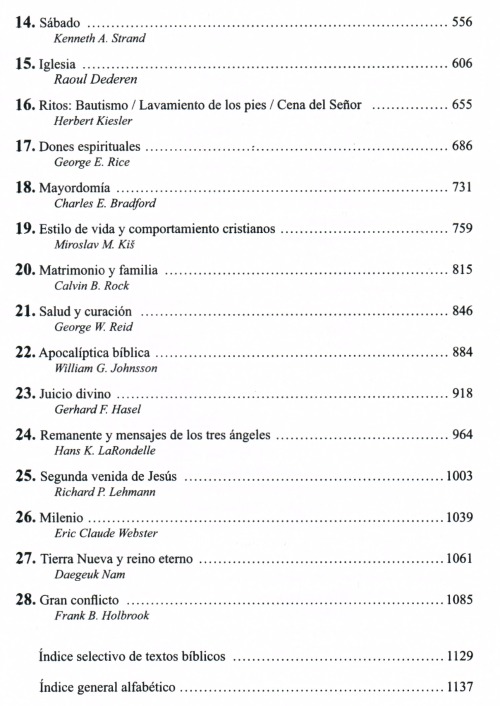 14. Sábado ........ 556
Kenneth A. Strand
15. Iglesia ........ 606
Raoul Dederen
16. Ritos: Bautismo / Lavamiento de los pies / Cena del Señor ........ 655
Herbert Kiesler
17. Dones espirituales ........ 686
George E. Rice
18. Mayordomía ........ 731
Charles E. Bradford
19. Estilo de vida y comportamiento cristianos ........ 759
Miroslav M. Kiš
20. Matrimonio y familia ........ 815
Calvin B. Rock
21. Salud y curación ........ 846
George W. Reid
22. Apocalíptica bíblica ........ 884
William G. Johnsson
23. Juicio divino ........ 918
Gerhard F. Hasel
24. Remanente y mensajes de los tres ángeles ........ 964
Hans K. LaRondelle
25. Segunda venida de Jesús ........ 1003
Richard P. Lehmann
26. Milenio ........ 1039
Eric Claude Webster
27. Tierra Nueva y reino eterno ........ 1061
Daegeuk Nam
28. Gran conflicto ........ 1085
Frank B. Holbrook
Índice selectivo de textos bíblicos ........ 1129
Índice general alfabético ........ 1137